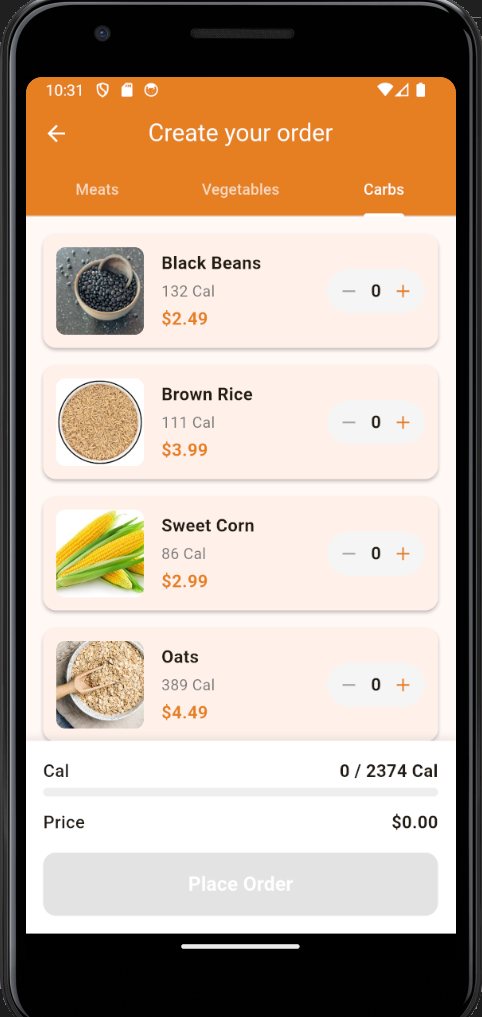 10:31
Create your order
Meats Vegetables Carbs
Black Beans
132 Cal
$2.49
0
Brown Rice
111 Cal
$3.99
0
Sweet Corn
86 Cal
$2.99
0
Oats
389 Cal
$4.49
0
Cal 0 / 2374 Cal
Price $0.00
Place Order